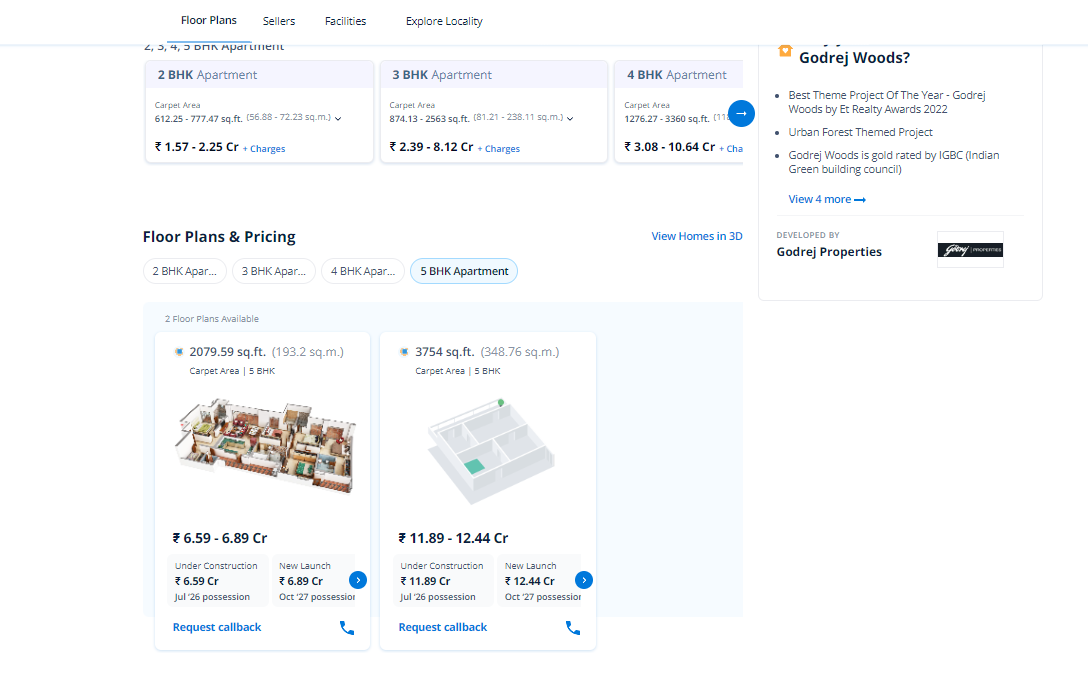 Floor Plans
Sellers
Facilities
Explore Locality
2, 3, 4, 5 BHK Apartment
2 BHK Apartment
Carpet Area
612.25 - 777.47 sq.ft. (56.88 - 72.23 sq.m.)
₹ 1.57 - 2.25 Cr + Charges
3 BHK Apartment
Carpet Area
874.13 - 2563 sq.ft. (81.21 - 238.11 sq.m.)
₹ 2.39 - 8.12 Cr + Charges
4 BHK Apartment
Carpet Area
1276.27 - 3360 sq.ft.
₹ 3.08 - 10.64 Cr + Cha
Godrej Woods?
Best Theme Project Of The Year - Godrej
Woods by Et Realty Awards 2022
Urban Forest Themed Project
Godrej Woods is gold rated by IGBC (Indian
Green building council)
View 4 more
DEVELOPED BY
Godrej Properties
Godrej | PROPERTIES
Floor Plans & Pricing
View Homes in 3D
2 BHK Apar...
3 BHK Apar...
4 BHK Apar...
5 BHK Apartment
2 Floor Plans Available
2079.59 sq.ft. (193.2 sq.m.)
Carpet Area | 5 BHK
₹ 6.59 - 6.89 Cr
Under Construction
₹ 6.59 Cr
Jul '26 possession
New Launch
₹ 6.89 Cr
Oct '27 possession
Request callback
3754 sq.ft. (348.76 sq.m.)
Carpet Area | 5 BHK
₹ 11.89 - 12.44 Cr
Under Construction
₹ 11.89 Cr
Jul '26 possession
New Launch
₹ 12.44 Cr
Oct '27 possession
Request callback